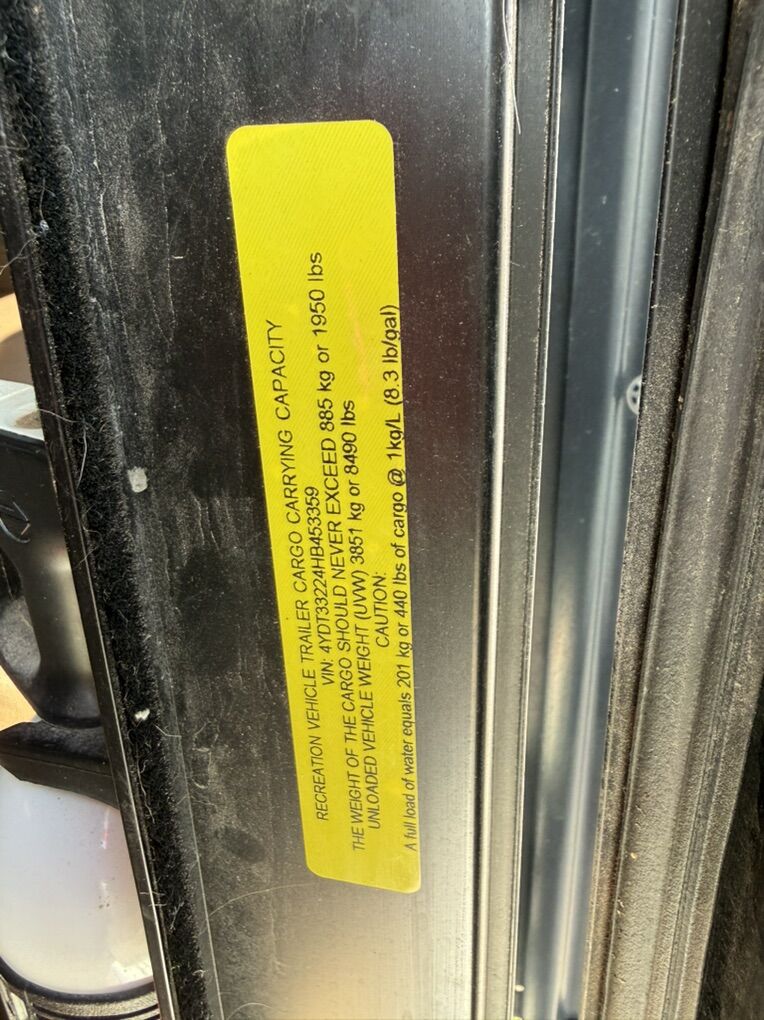 RECREATION VEHICLE TRAILER CARGO CARRYING CAPACITY
VIN: 4YDT33224HB453359
THE WEIGHT OF THE CARGO SHOULD NEVER EXCEED 885 kg or 1950 lbs
UNLOADED VEHICLE WEIGHT (UVW) 3851 kg or 8490 lbs
CAUTION:
A full load of water equals 201 kg or 440 lbs of cargo @ 1kg/L (8.3 lb/gal)